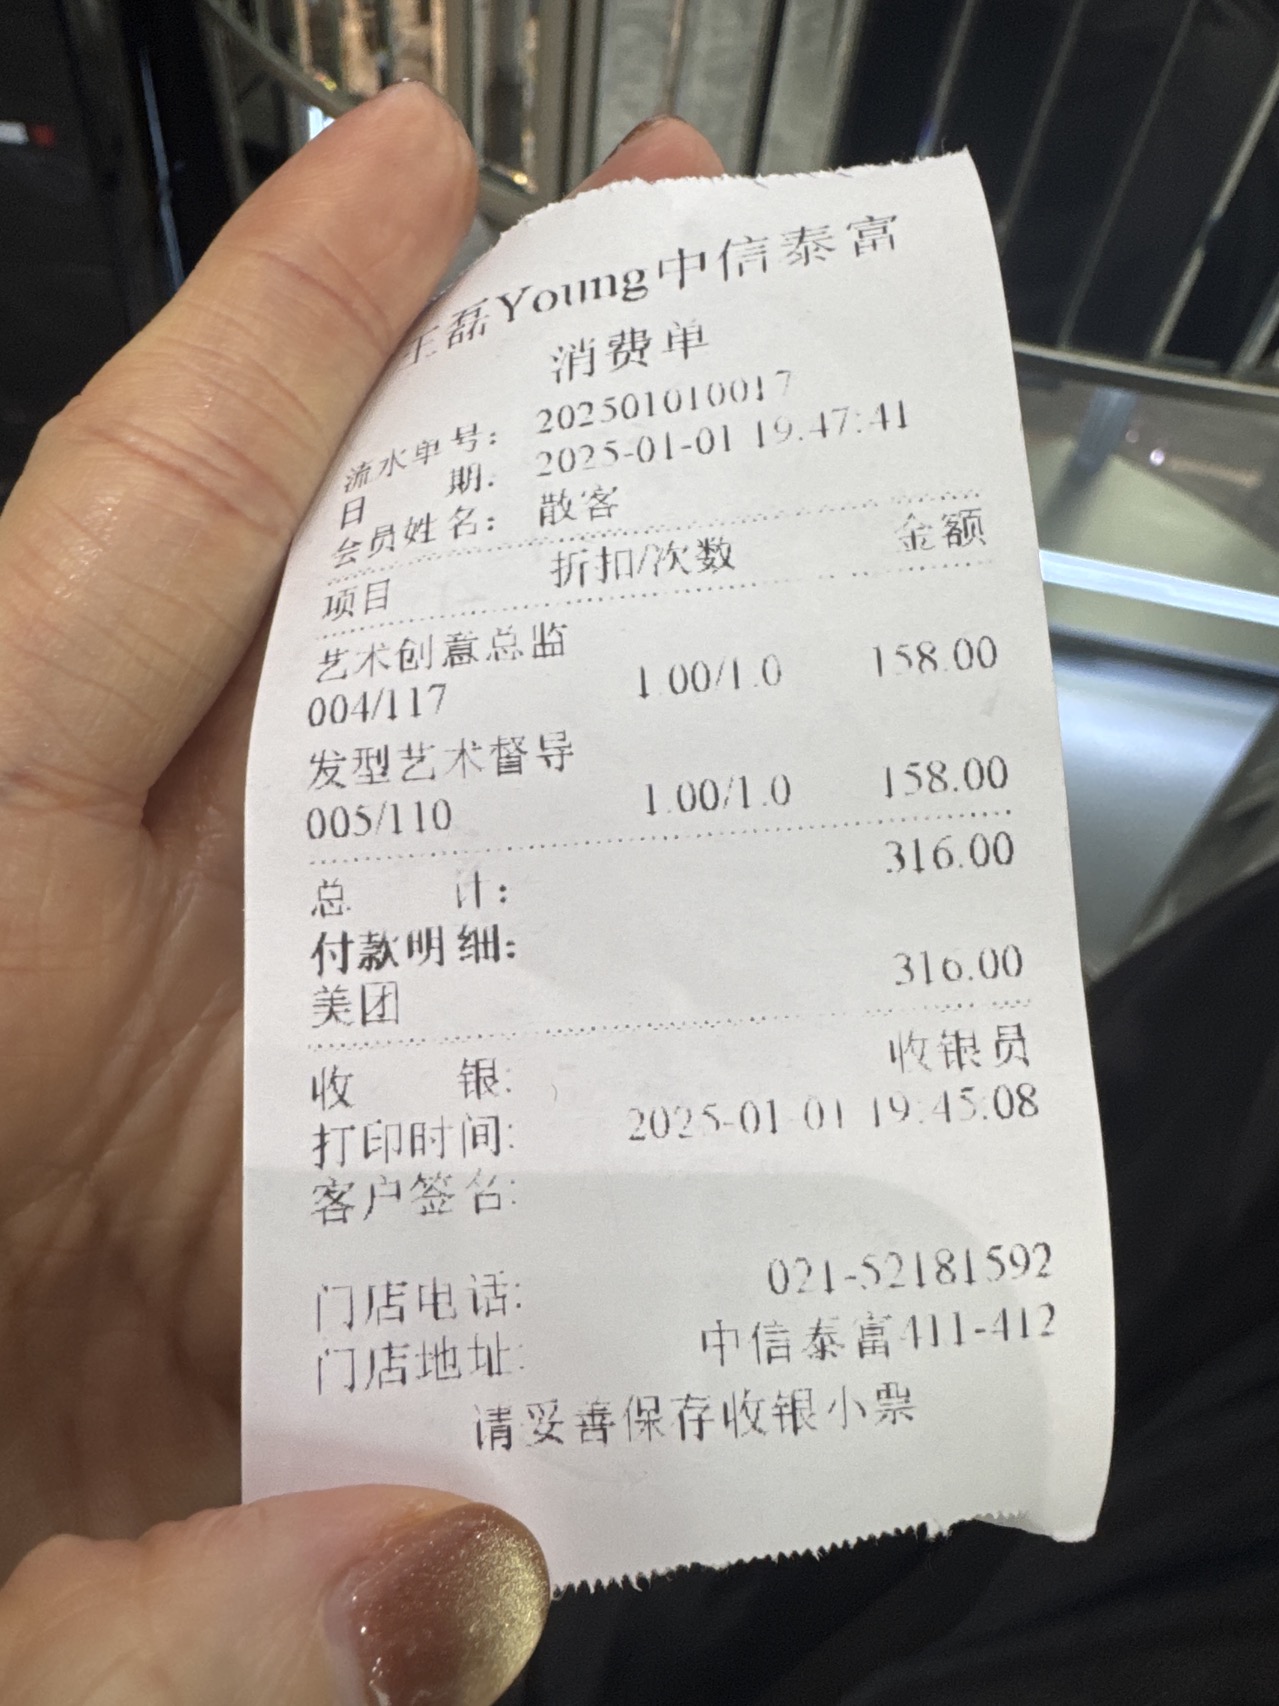 王磊Young中信泰富
消费单
流水单号： 202501010017
日 期： 2025-01-01 19:47:41
会员姓名： 散客
项目 折扣/次数 金额
艺术创意总监
004/117 1.00/1.0 158.00
发型艺术督导
005/110 1.00/1.0 158.00
总 计： 316.00
付款明细：
美团 316.00
收 银： 收银员
打印时间： 2025-01-01 19:45:08
客户签名：
门店电话： 021-52181592
门店地址： 中信泰富411-412
请妥善保存收银小票